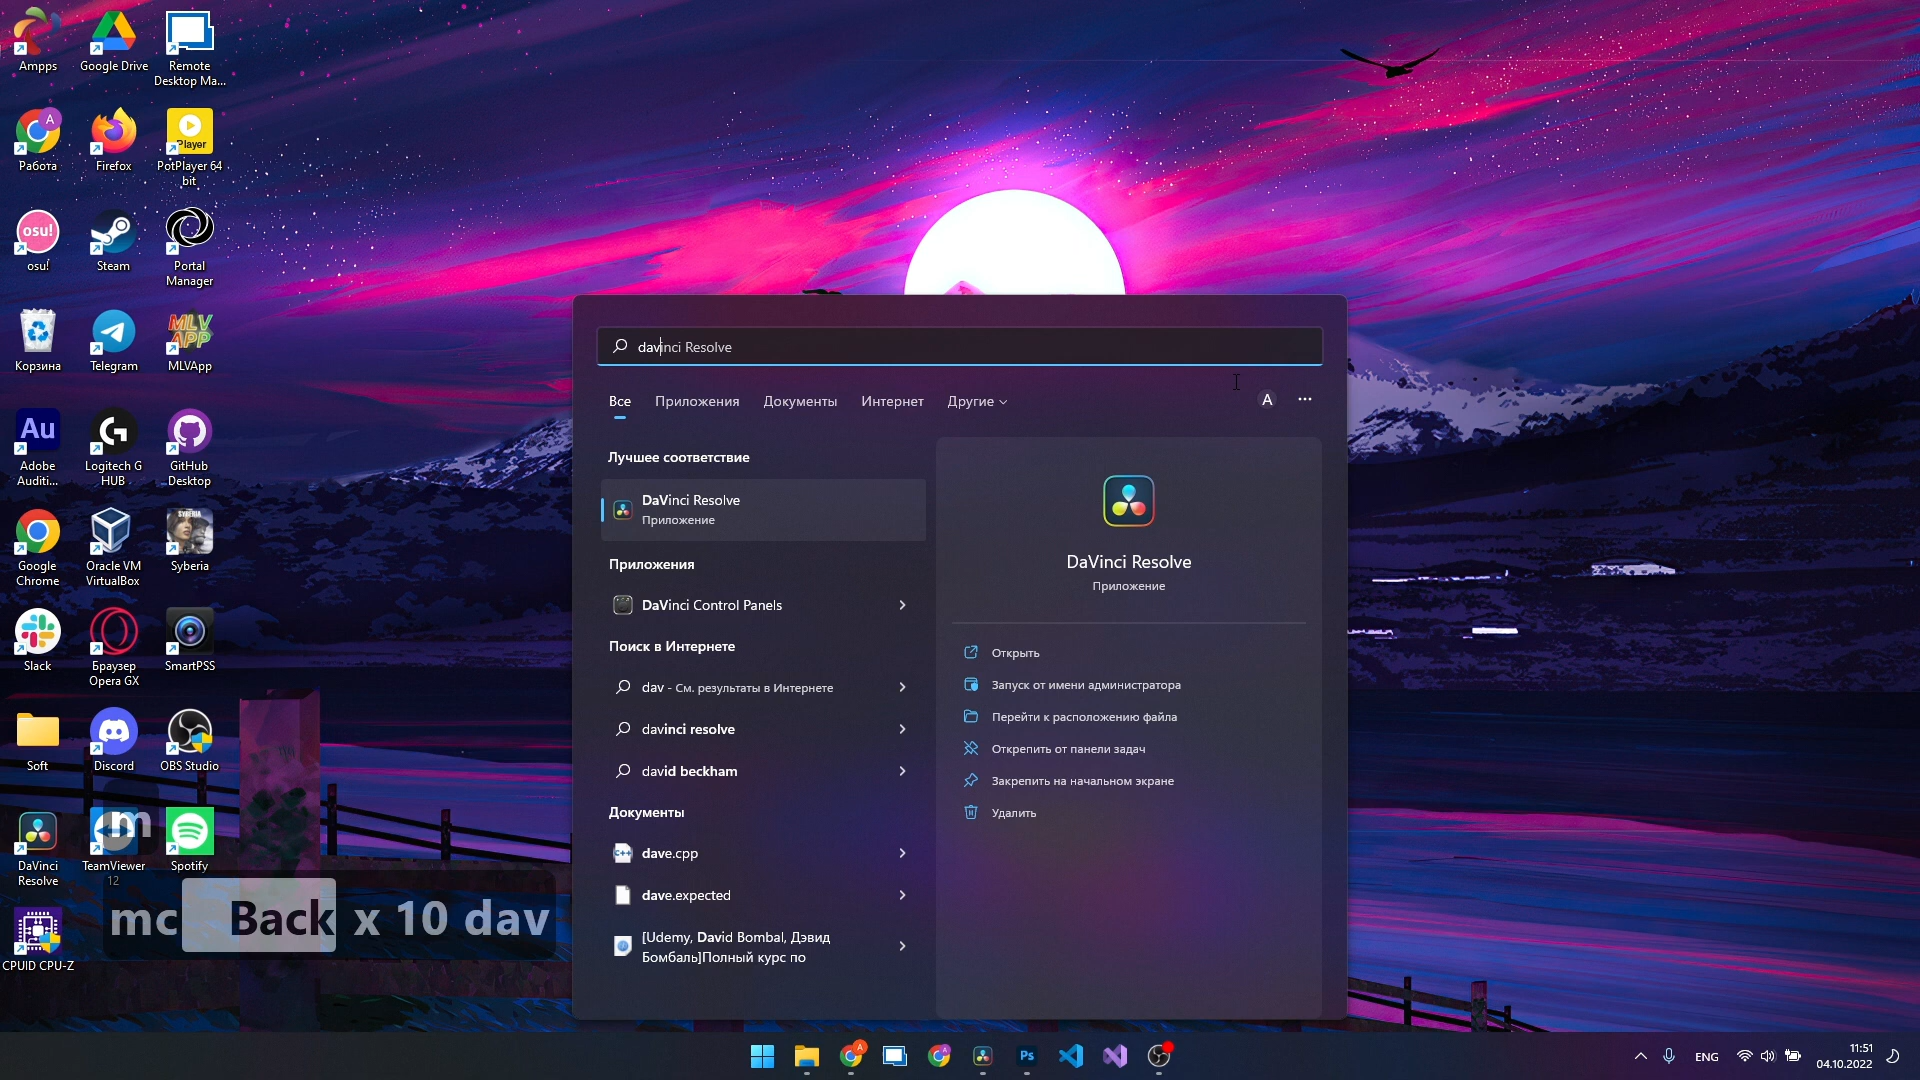 Ampps
Google Drive
Remote
Desktop Ma...
A
Работа
Firefox
Player
PotPlayer 64
bit
osu!
osu!
Steam
Portal
Manager
Корзина
Telegram
MLV
APP
MLVApp
Au
Adobe
Auditi...
Logitech G
HUB
GitHub
Desktop
Google
Chrome
Oracle VM
VirtualBox
SYBERIA
Syberia
Slack
Браузер
Opera GX
SmartPSS
Soft
Discord
OBS Studio
m
DaVinci
Resolve
TeamViewer
12
Spotify
mc Back x 10 dav
CPUID CPU-Z
davinci Resolve
Все
Приложения
Документы
Интернет
Другие
A
Лучшее соответствие
DaVinci Resolve
Приложение
Приложения
DaVinci Control Panels
Поиск в Интернете
dav - См. результаты в Интернете
davinci resolve
david beckham
Документы
dave.cpp
dave.expected
[Udemy, David Bombal, Дэвид
Бомбаль]Полный курс по
DaVinci Resolve
Приложение
Открыть
Запуск от имени администратора
Перейти к расположению файла
Открепить от панели задач
Закрепить на начальном экране
Удалить
A
A
Ps
ENG
11:51
04.10.2022